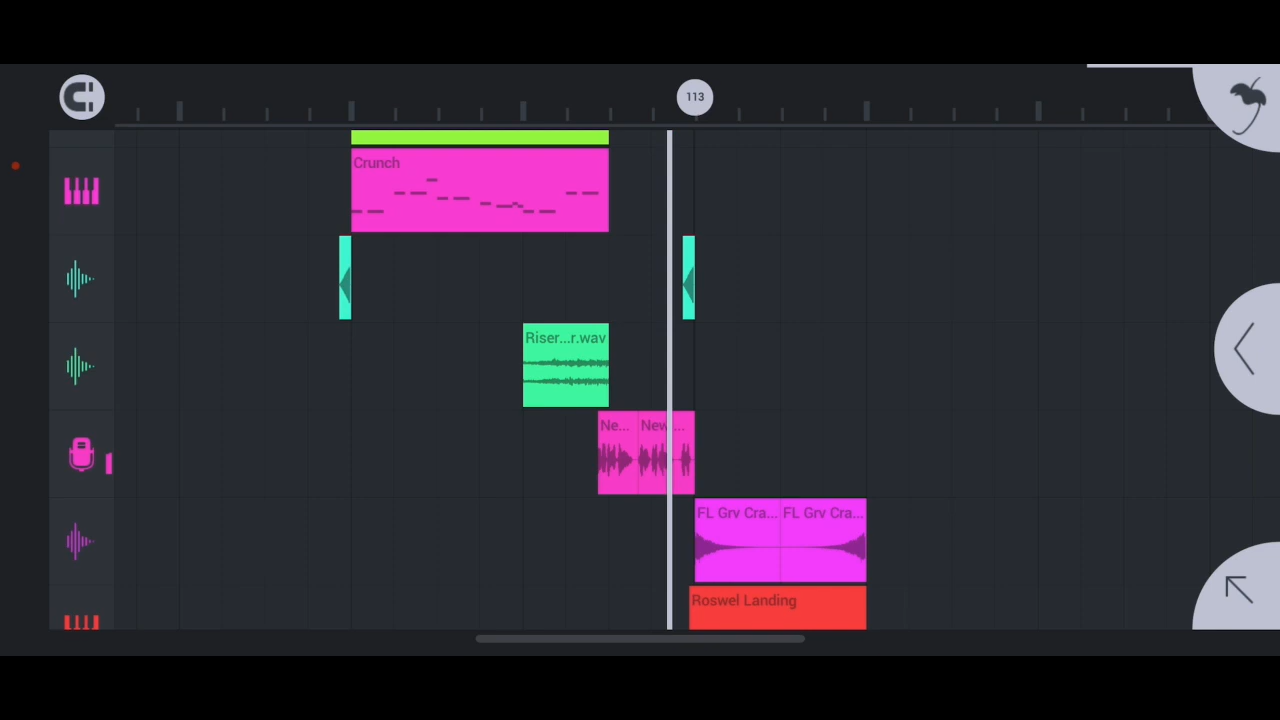 113
Crunch
Riser...r.wav
Ne...
New...
FL Grv Cra...
FL Grv Cra...
Roswel Landing